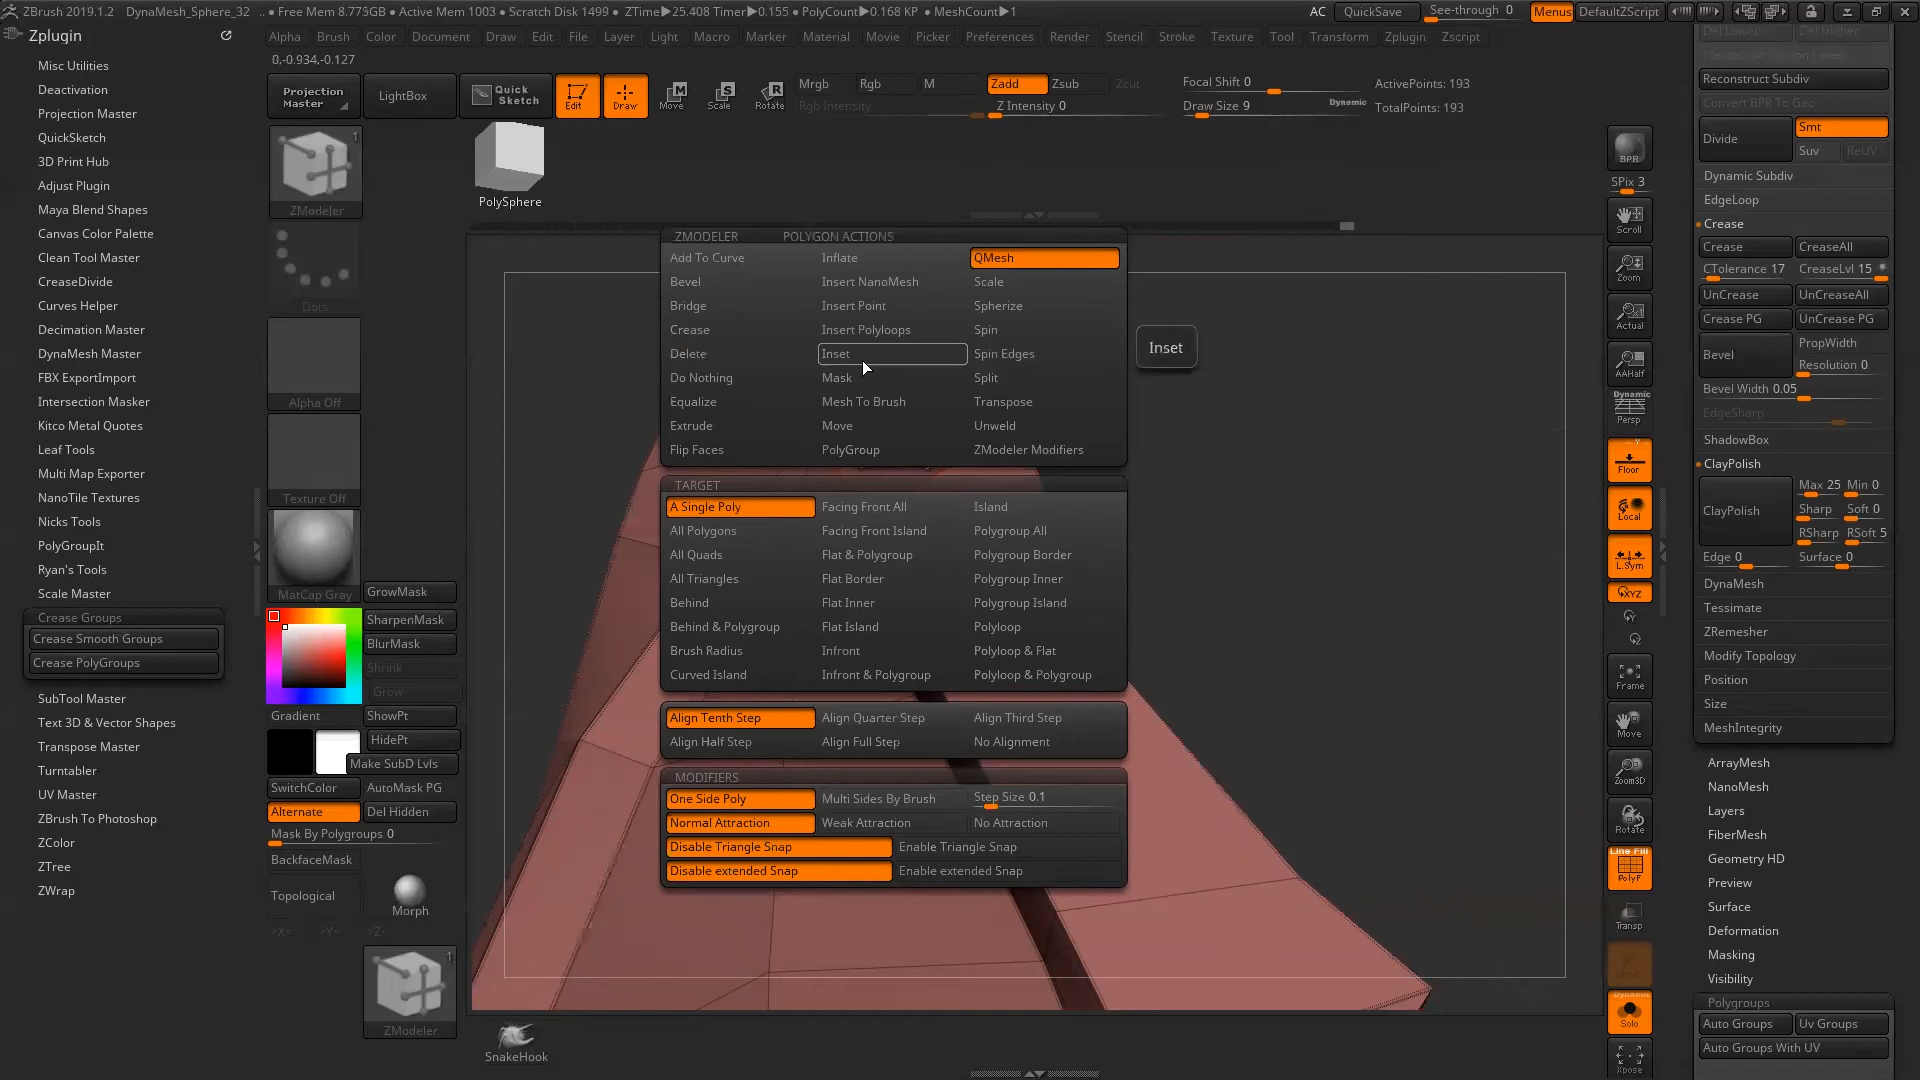 ZBrush 2019.1.2 DynaMesh_Sphere_32 .. • Free Mem 8.775GB • Active Mem 1003 • Scratch Disk 1499 • ZTime▶25.408 Timer▶0.155 • PolyCount▶0.168 KP • MeshCount▶1
AC QuickSave See-through 0 Menus DefaultZScript
Zplugin
Alpha Brush Color Document Draw Edit File Layer Light Macro Marker Material Movie Picker Preferences Render Stencil Stroke Texture Tool Transform Zplugin Zscript
0,-0.934,-0.127
Projection Master
LightBox
Quick Sketch
Edit
Draw
Move
Scale
Rotate
Mrgb Rgb M
Rgb Intensity
Zadd Zsub Zcut
Z Intensity 0
Focal Shift 0
Draw Size 9
Dynamic
ActivePoints: 193
TotalPoints: 193
Misc Utilities
Deactivation
Projection Master
QuickSketch
3D Print Hub
Adjust Plugin
Maya Blend Shapes
Canvas Color Palette
Clean Tool Master
CreaseDivide
Curves Helper
Decimation Master
DynaMesh Master
FBX ExportImport
Intersection Masker
Kitco Metal Quotes
Leaf Tools
Multi Map Exporter
NanoTile Textures
Nicks Tools
PolyGroupIt
Ryan's Tools
Scale Master
Crease Groups
Crease Smooth Groups
Crease PolyGroups
SubTool Master
Text 3D & Vector Shapes
Transpose Master
Turntabler
UV Master
ZBrush To Photoshop
ZColor
ZTree
ZWrap
1
ZModeler
Dots
Alpha Off
Texture Off
MatCap Gray
GrowMask
SharpenMask
BlurMask
Shrink
Grow
Gradient
ShowPt
HidePt
Make SubD Lvls
SwitchColor
AutoMask PG
Alternate
Del Hidden
Mask By Polygroups 0
BackfaceMask
Topological
Morph
>X< >Y< >Z<
1
ZModeler
PolySphere
SnakeHook
ZMODELER POLYGON ACTIONS
Add To Curve Inflate QMesh
Bevel Insert NanoMesh Scale
Bridge Insert Point Spherize
Crease Insert Polyloops Spin
Delete Inset Spin Edges
Do Nothing Mask Split
Equalize Mesh To Brush Transpose
Extrude Move Unweld
Flip Faces PolyGroup ZModeler Modifiers
Inset
TARGET
A Single Poly Facing Front All Island
All Polygons Facing Front Island Polygroup All
All Quads Flat & Polygroup Polygroup Border
All Triangles Flat Border Polygroup Inner
Behind Flat Inner Polygroup Island
Behind & Polygroup Flat Island Polyloop
Brush Radius Infront Polyloop & Flat
Curved Island Infront & Polygroup Polyloop & Polygroup
Align Tenth Step Align Quarter Step Align Third Step
Align Half Step Align Full Step No Alignment
MODIFIERS
One Side Poly Multi Sides By Brush Step Size 0.1
Normal Attraction Weak Attraction No Attraction
Disable Triangle Snap Enable Triangle Snap
Disable extended Snap Enable extended Snap
BPR
SPix 3
Scroll
Zoom
Actual
AAHalf
Dynamic
Persp
Floor
Local
L.Sym
XYZ
Frame
Move
Zoom3D
Rotate
Line Fill
PolyF
Transp
Dynamic
Solo
Xpose
Del Lower Del Higher
Reconstruct Subdiv
Convert BPR To Geo
Divide
Smt
Suv ReUV
Dynamic Subdiv
EdgeLoop
Crease
Crease CreaseAll
CTolerance 17 CreaseLvl 15
UnCrease UnCreaseAll
Crease PG UnCrease PG
Bevel
PropWidth
Resolution 0
Bevel Width 0.05
EdgeSharp
ShadowBox
ClayPolish
ClayPolish
Max 25 Min 0
Sharp Soft 0
RSharp RSoft 5
Edge 0 Surface 0
DynaMesh
Tessimate
ZRemesher
Modify Topology
Position
Size
MeshIntegrity
ArrayMesh
NanoMesh
Layers
FiberMesh
Geometry HD
Preview
Surface
Deformation
Masking
Visibility
Polygroups
Auto Groups Uv Groups
Auto Groups With UV